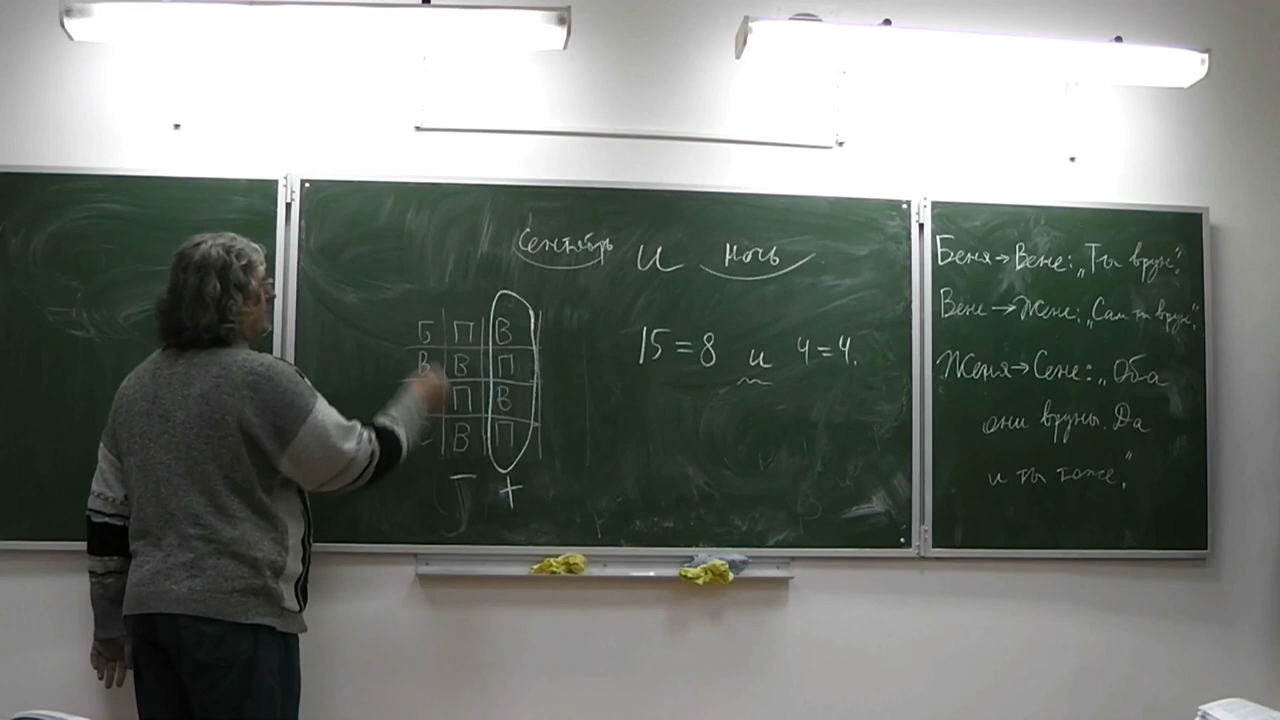 Сентябрь и ночь
15=8 и 4=4.
Б П В
В В П
П В
В П
- +
Беня→Вене: „Ты врун".
Вене→Жене: „Сам ты врун".
Женя→Сене: „Оба
они вруны. Да
и ты тоже."